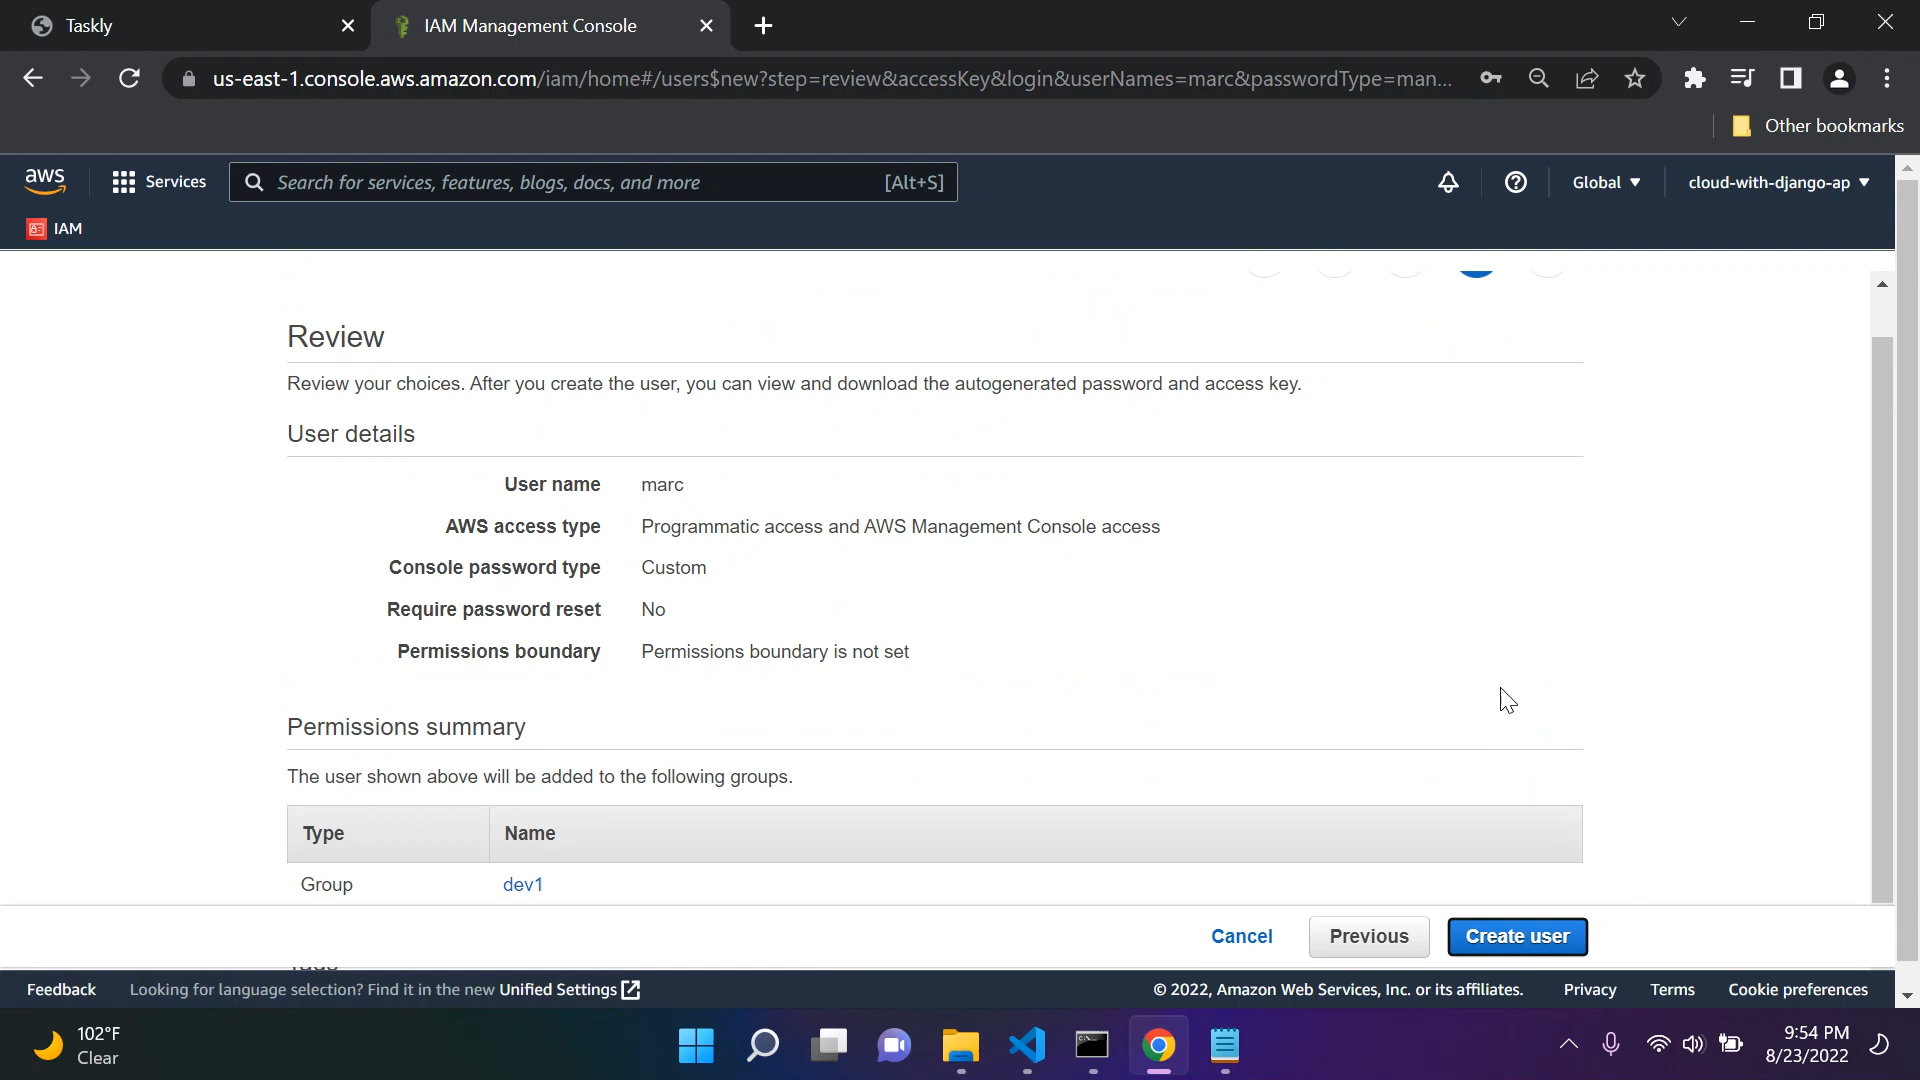 Taskly
IAM Management Console
us-east-1.console.aws.amazon.com/iam/home#/users$new?step=review&accessKey&login&userNames=marc&passwordType=man...
Other bookmarks
aws
Services
Search for services, features, blogs, docs, and more
[Alt+S]
Global
cloud-with-django-ap
IAM
Review
Review your choices. After you create the user, you can view and download the autogenerated password and access key.
User details
User name marc
AWS access type Programmatic access and AWS Management Console access
Console password type Custom
Require password reset No
Permissions boundary Permissions boundary is not set
Permissions summary
The user shown above will be added to the following groups.
Type Name
Group dev1
Cancel Previous Create user
Feedback Looking for language selection? Find it in the new Unified Settings © 2022, Amazon Web Services, Inc. or its affiliates. Privacy Terms Cookie preferences
102°F
Clear
9:54 PM
8/23/2022